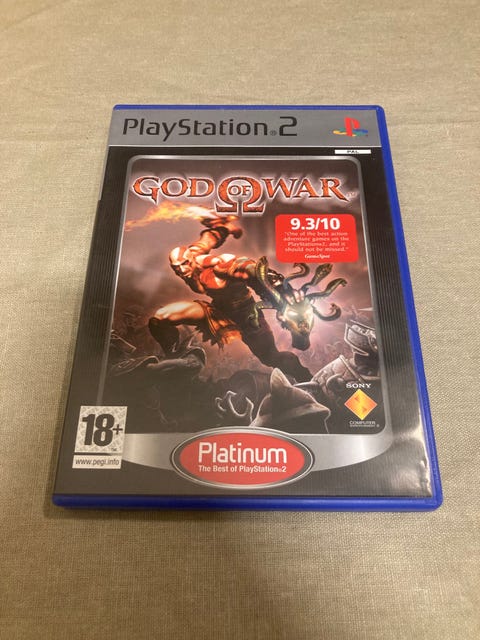 PlayStation®2
PAL
GOD OF WAR
9.3/10
"One of the best action
adventure games on the
PlayStation®2, and it
should not be missed."
GameSpot
SONY
COMPUTER
ENTERTAINMENT
18+
www.pegi.info
Platinum
The Best of PlayStation®2